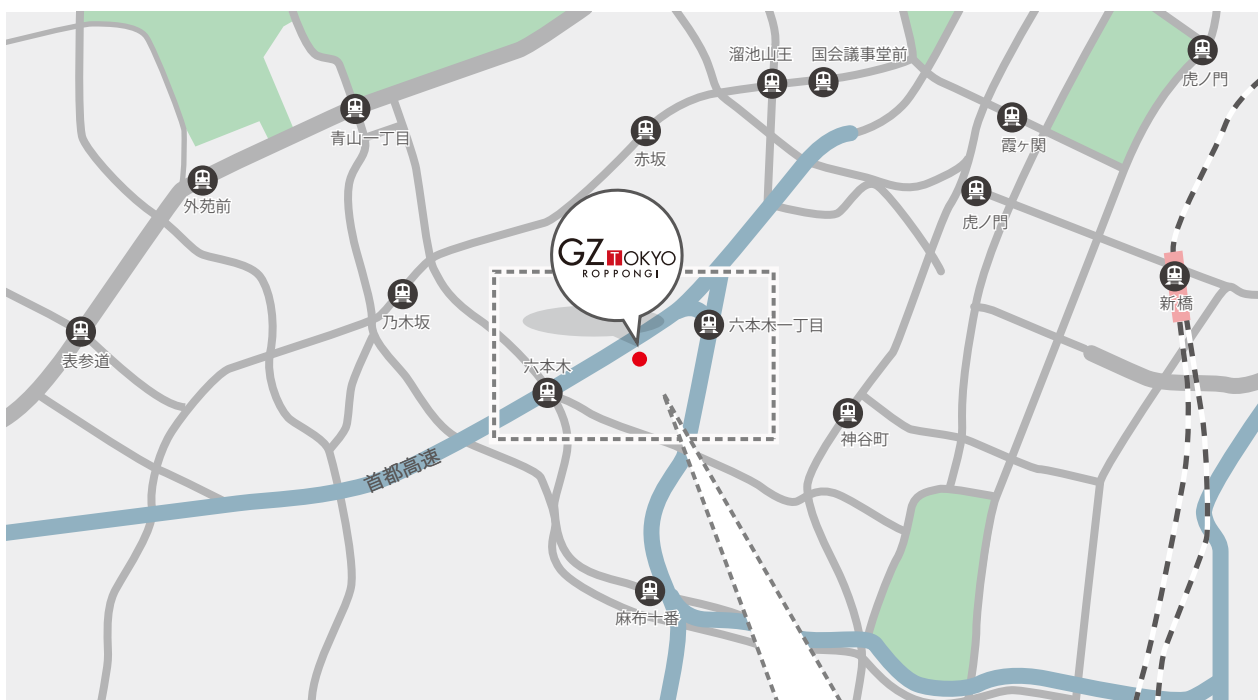 溜池山王
国会議事堂前
虎ノ門
青山一丁目
赤坂
霞ヶ関
外苑前
虎ノ門
GZ TOKYO
ROPPONGI
乃木坂
新橋
六本木一丁目
表参道
六本木
神谷町
首都高速
麻布十番